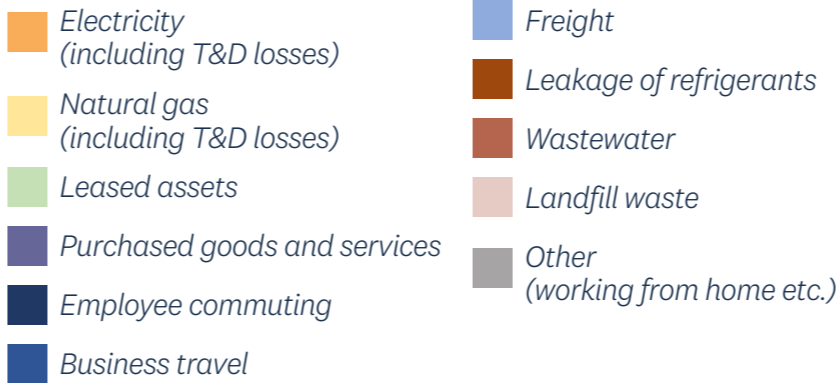 Electricity
(including T&D losses)
Natural gas
(including T&D losses)
Leased assets
Purchased goods and services
Employee commuting
Business travel
Freight
Leakage of refrigerants
Wastewater
Landfill waste
Other
(working from home etc.)